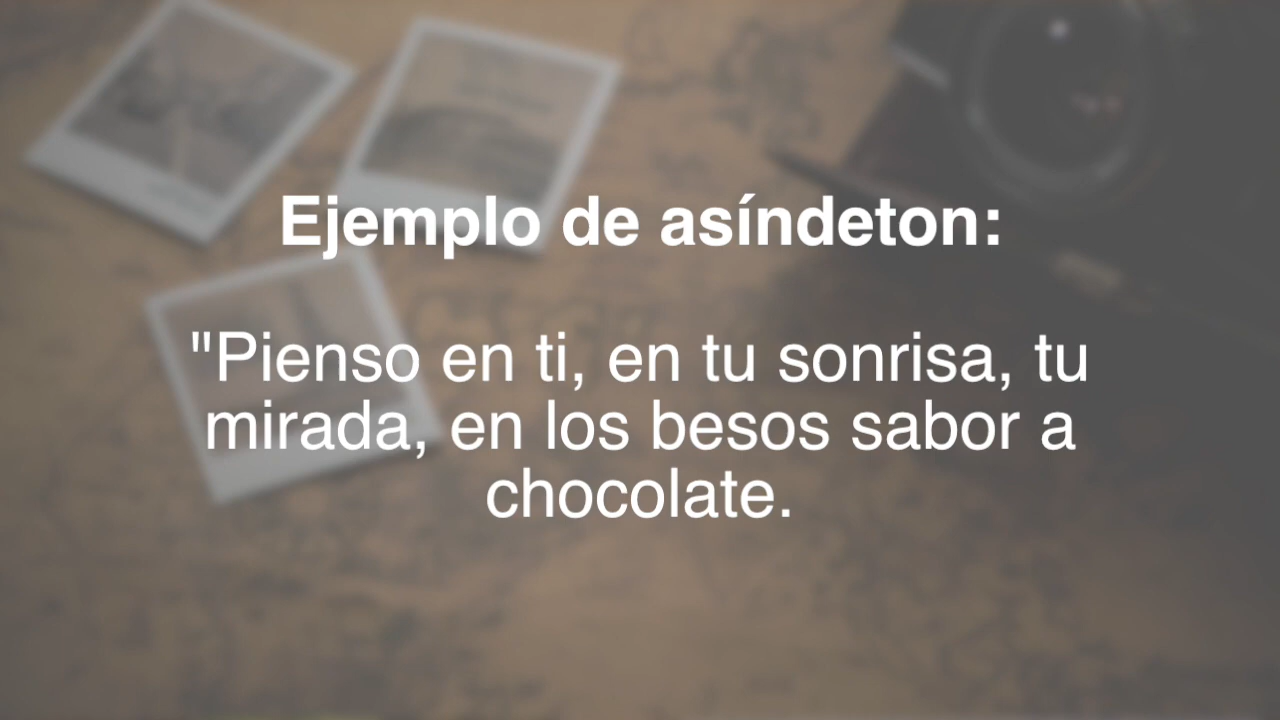 Ejemplo de asíndeton:
"Pienso en ti, en tu sonrisa, tu
mirada, en los besos sabor a
chocolate.